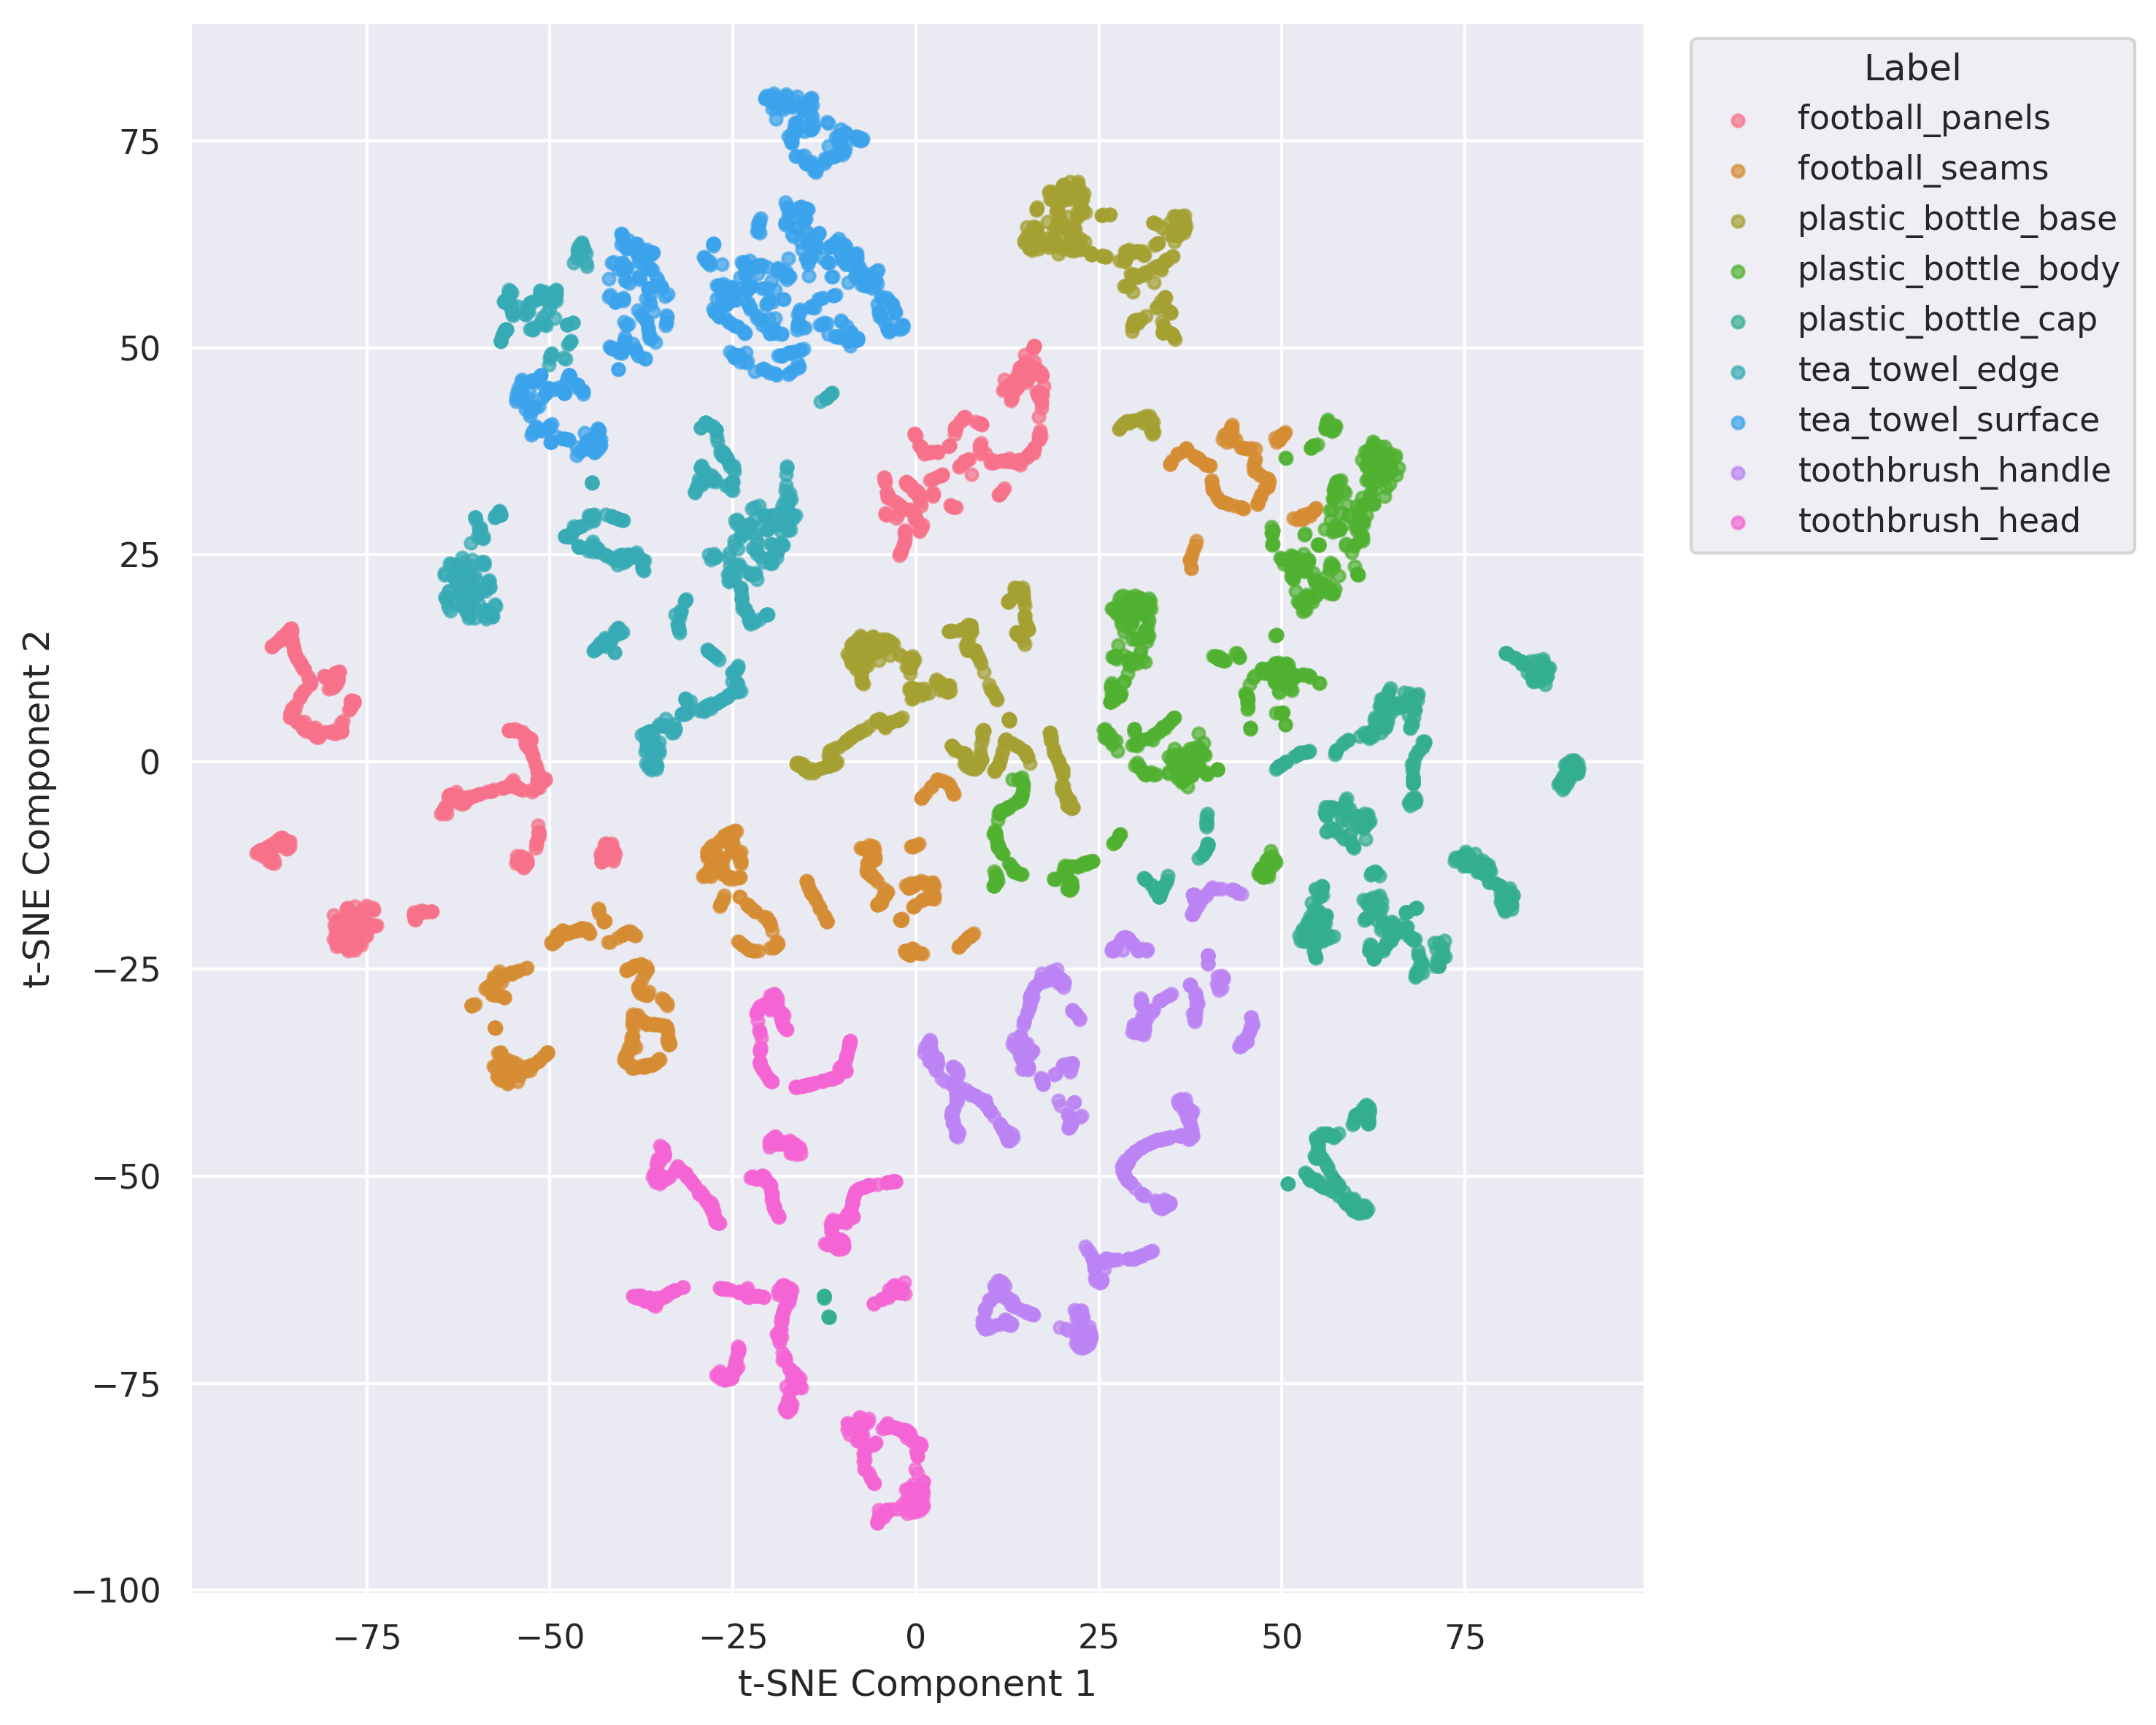 Label
football_panels
football_seams
plastic_bottle_base
plastic_bottle_body
plastic_bottle_cap
tea_towel_edge
tea_towel_surface
toothbrush_handle
toothbrush_head
t-SNE Component 2
75
50
25
0
−25
−50
−75
−100
−75 −50 −25 0 25 50 75
t-SNE Component 1